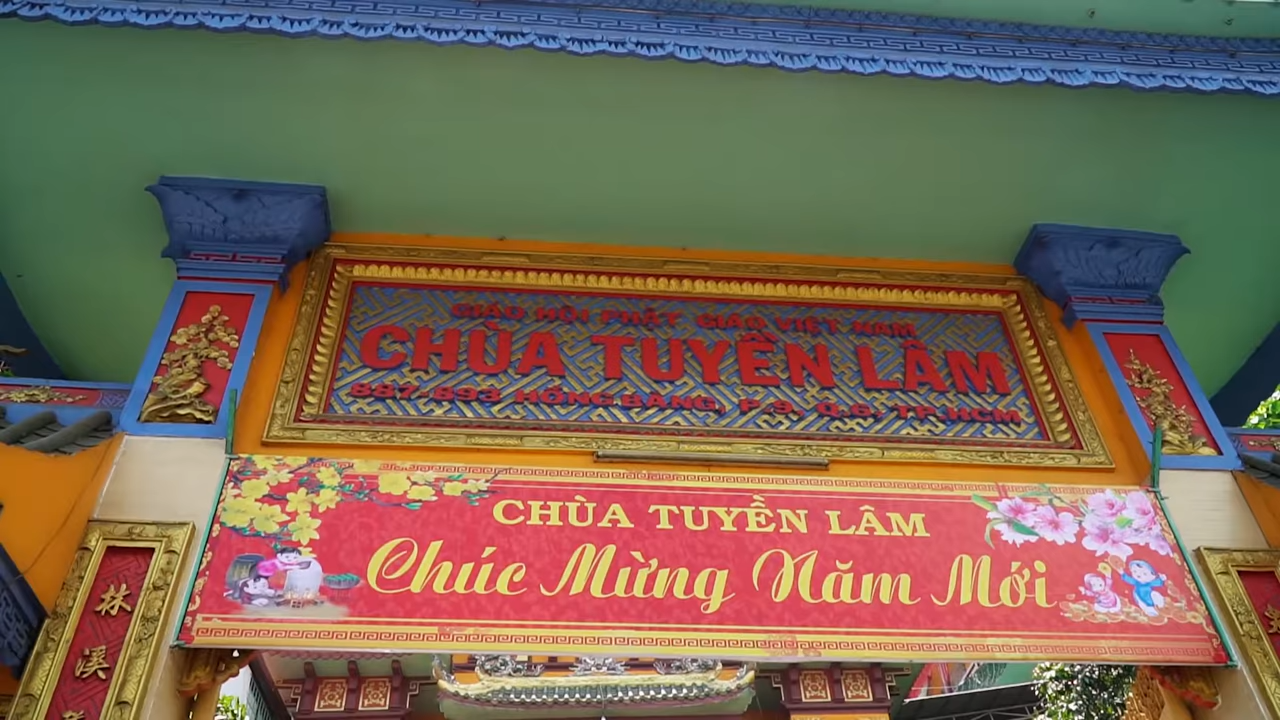 GIÁO HỘI PHẬT GIÁO VIỆT NAM
CHÙA TUYỀN LÂM
887-893 HỒNG BÀNG, P.9, Q.6, TP.HCM
CHÙA TUYỀN LÂM
Chúc Mừng Năm Mới
林
溪